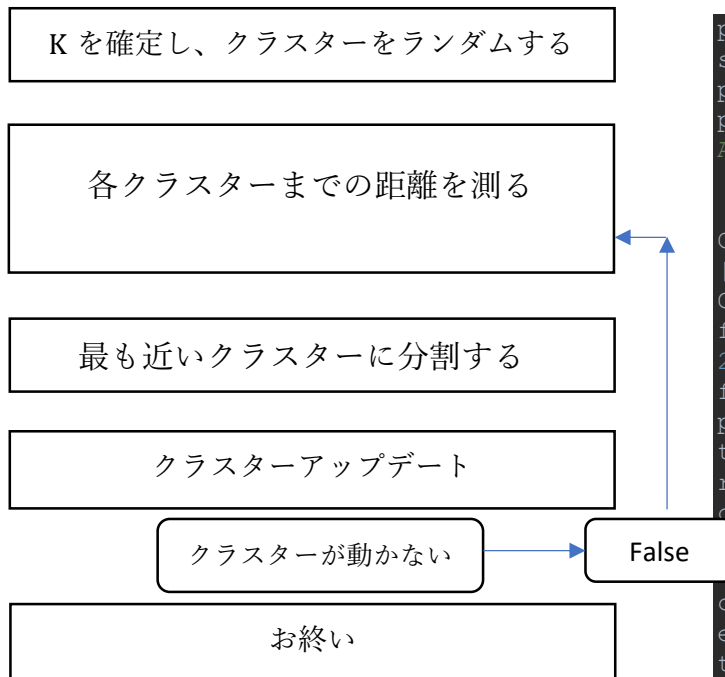 K を確定し、クラスターをランダムする
各クラスターまでの距離を測る
最も近いクラスターに分割する
クラスターアップデート
クラスターが動かない
False
お終い